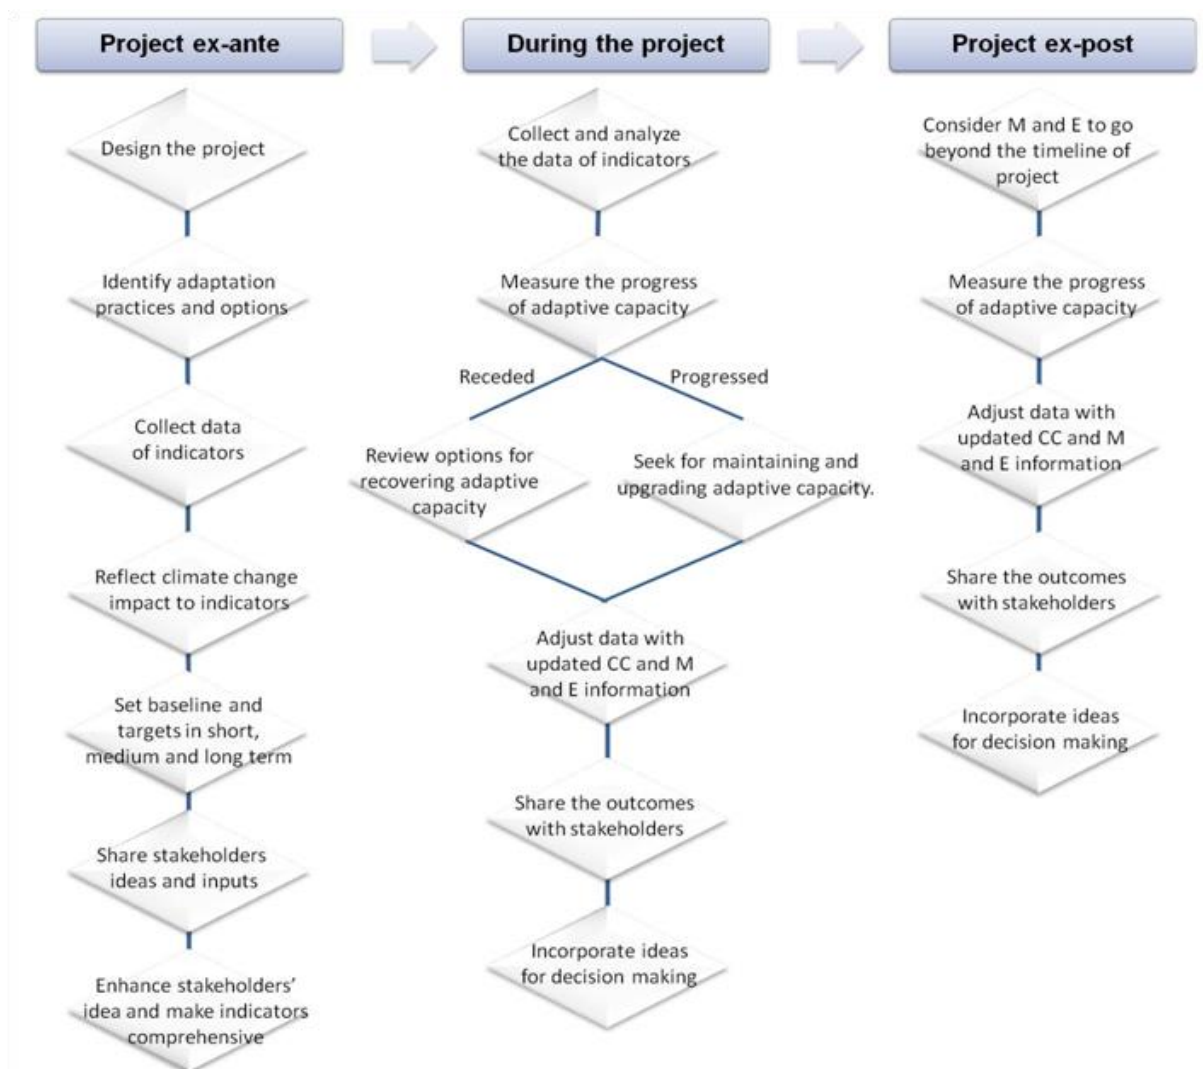 Project ex-ante
During the project
Project ex-post
Design the project
Identify adaptation
practices and options
Collect data
of indicators
Reflect climate change
impact to indicators
Set baseline and
targets in short,
medium and long term
Share stakeholders
ideas and inputs
Enhance stakeholders’
idea and make indicators
comprehensive
Collect and analyze
the data of indicators
Measure the progress
of adaptive capacity
Receded
Progressed
Review options for
recovering adaptive
capacity
Seek for maintaining and
upgrading adaptive capacity.
Adjust data with
updated CC and M
and E information
Share the outcomes
with stakeholders
Incorporate ideas
for decision making
Consider M and E to go
beyond the timeline of
project
Measure the progress
of adaptive capacity
Adjust data with
updated CC and M
and E information
Share the outcomes
with stakeholders
Incorporate ideas
for decision making